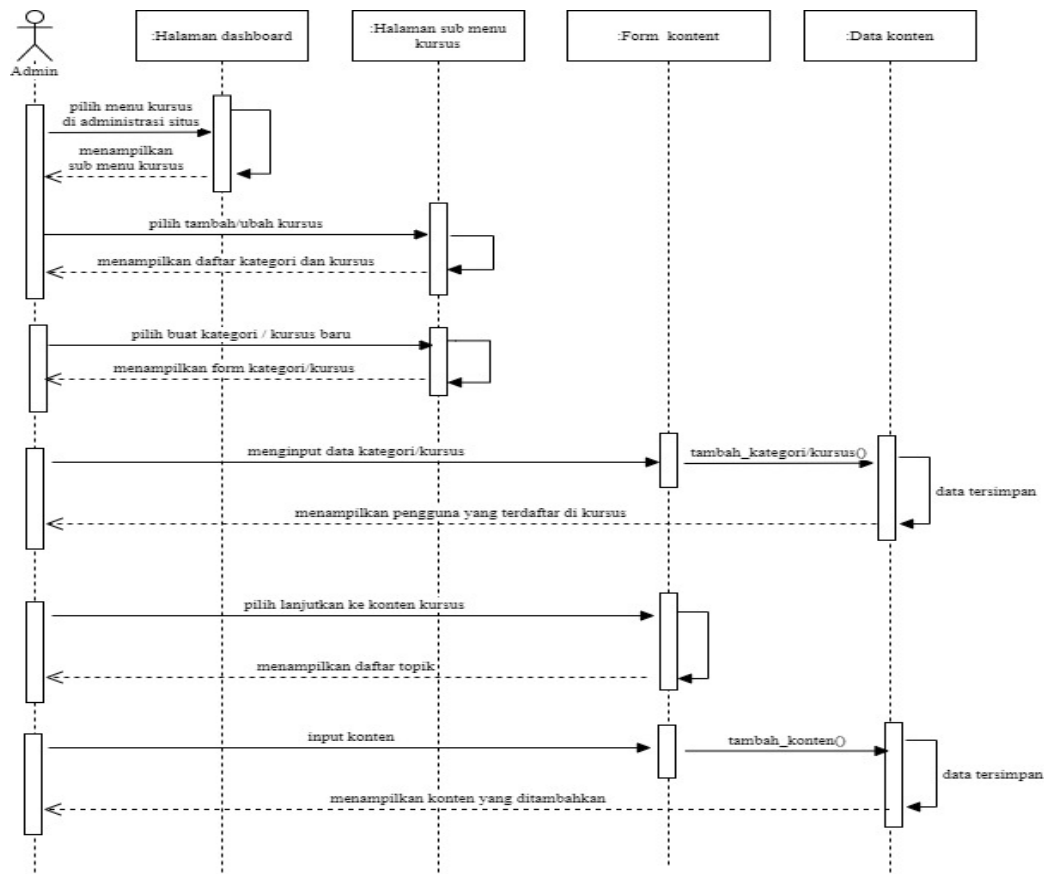 :Halaman dashboard
:Halaman sub menu
kursus
:Form kontent
:Data konten
Admin
pilih menu kursus
di administrasi situs
menampilkan
sub menu kursus
pilih tambah/ubah kursus
menampilkan daftar kategori dan kursus
pilih buat kategori / kursus baru
menampilkan form kategori/kursus
menginput data kategori/kursus
tambah_kategori/kursus()
data tersimpan
menampilkan pengguna yang terdaftar di kursus
pilih lanjutkan ke konten kursus
menampilkan daftar topik
input konten
tambah_konten()
data tersimpan
menampilkan konten yang ditambahkan